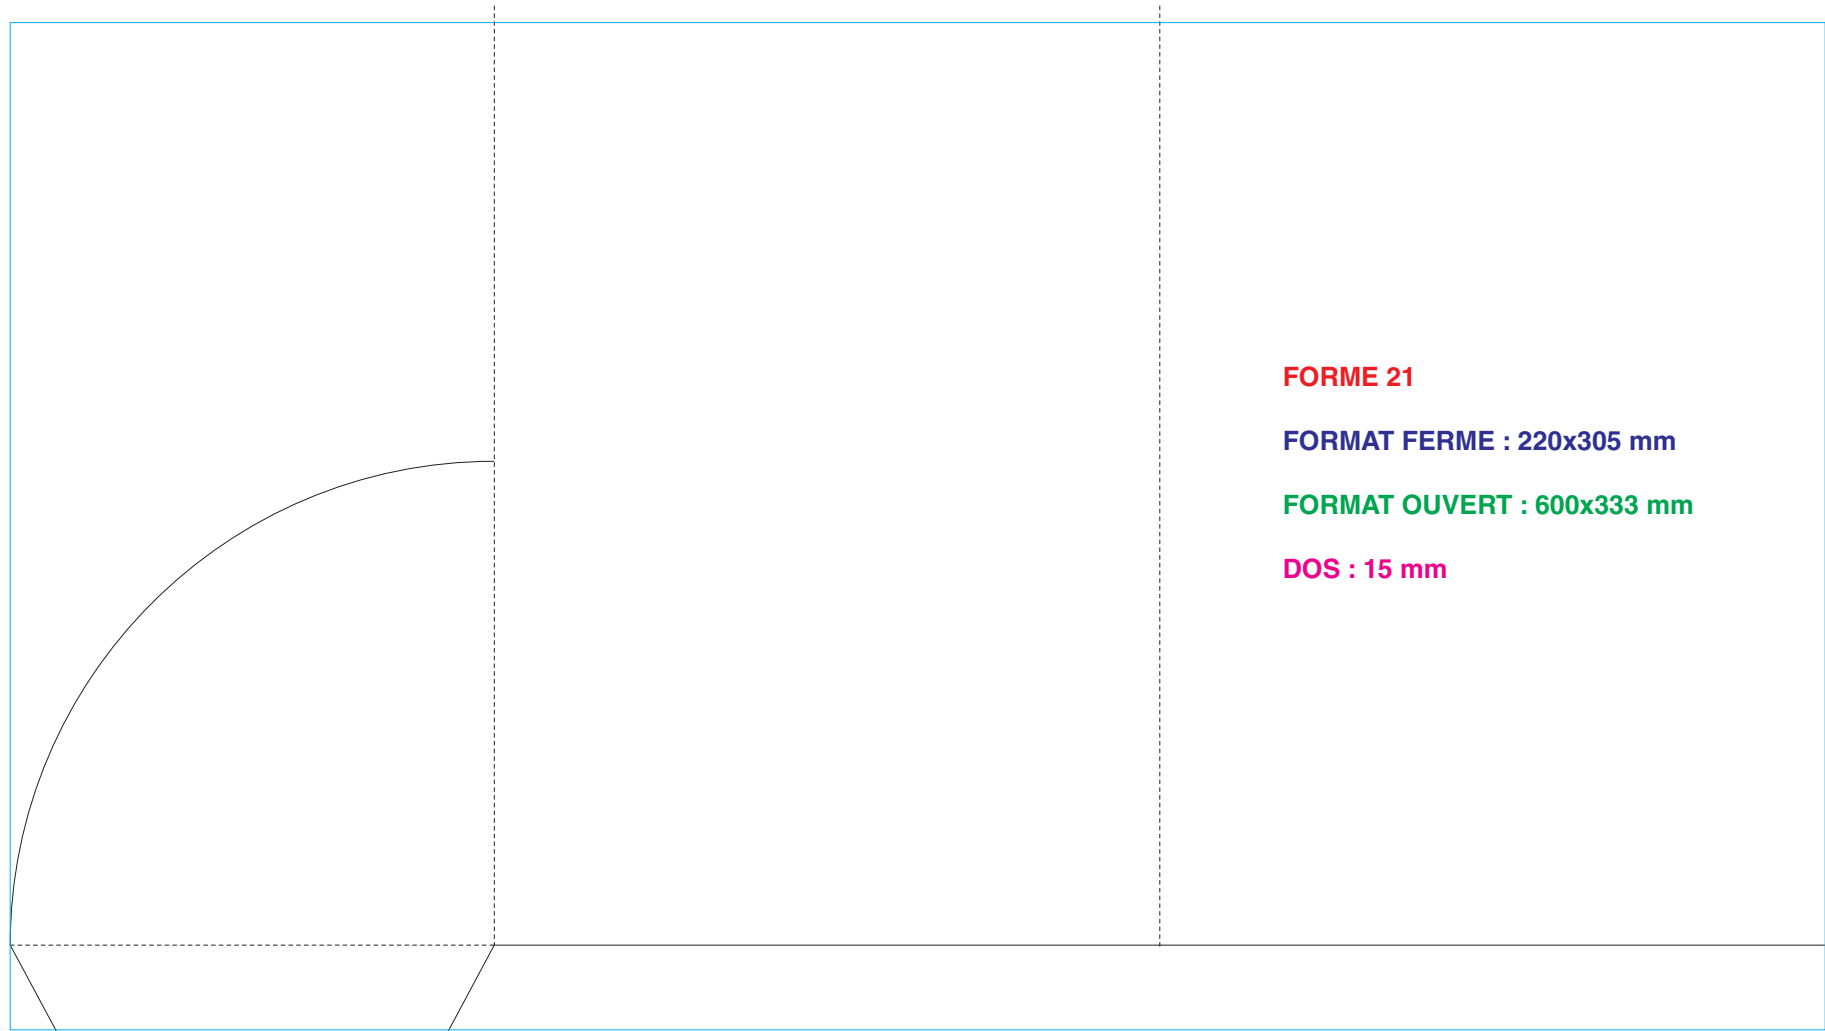 FORME 21
FORMAT FERME : 220x305 mm
FORMAT OUVERT : 600x333 mm
DOS : 15 mm